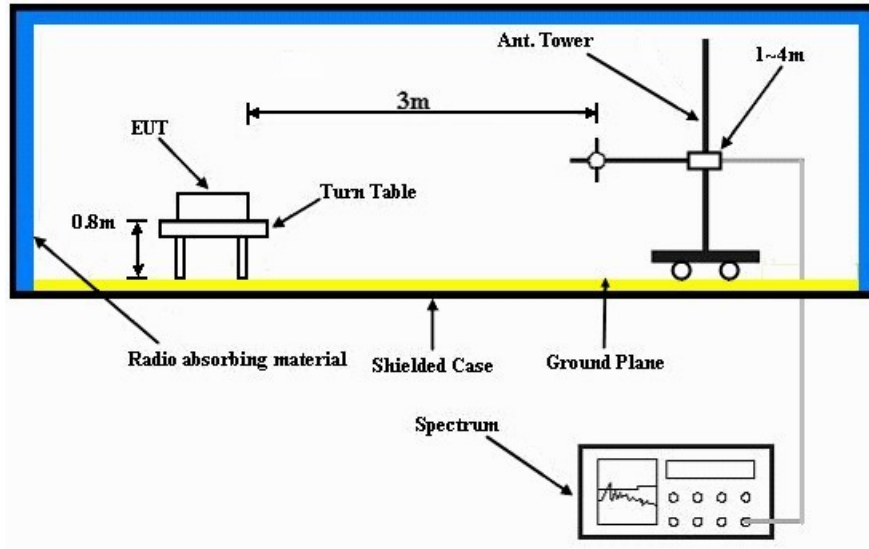 Ant. Tower
1~4m
3m
EUT
Turn Table
0.8m
Radio absorbing material
Shielded Case
Ground Plane
Spectrum